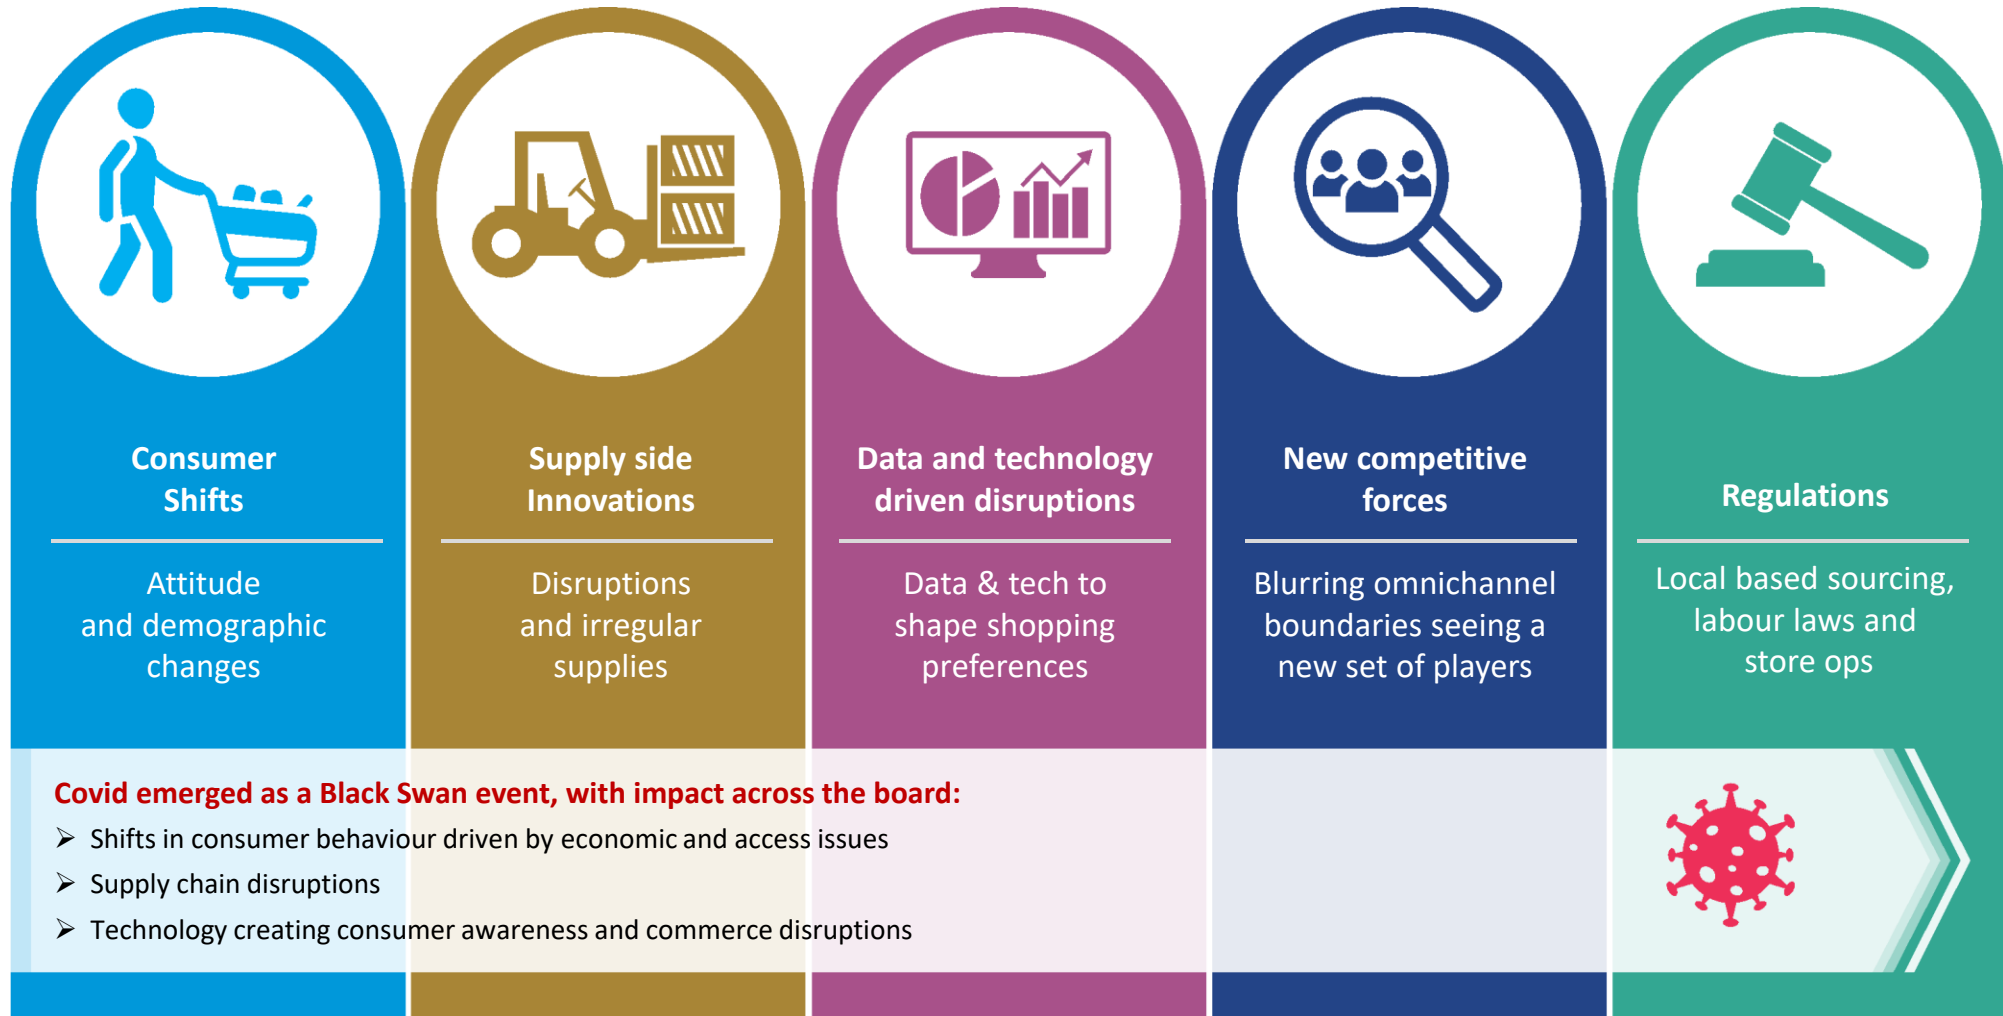 Consumer
Shifts
Attitude
and demographic
changes
Supply side
Innovations
Disruptions
and irregular
supplies
Data and technology
driven disruptions
Data & tech to
shape shopping
preferences
New competitive
forces
Blurring omnichannel
boundaries seeing a
new set of players
Regulations
Local based sourcing,
labour laws and
store ops
Covid emerged as a Black Swan event, with impact across the board:
➢ Shifts in consumer behaviour driven by economic and access issues
➢ Supply chain disruptions
➢ Technology creating consumer awareness and commerce disruptions